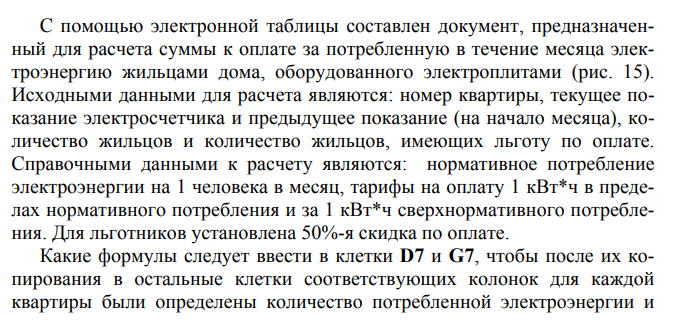 С помощью электронной таблицы составлен документ, предназначен-
ный для расчета суммы к оплате за потребленную в течение месяца элек-
троэнергию жильцами дома, оборудованного электроплитами (рис. 15).
Исходными данными для расчета являются: номер квартиры, текущее по-
казание электросчетчика и предыдущее показание (на начало месяца), ко-
личество жильцов и количество жильцов, имеющих льготу по оплате.
Справочными данными к расчету являются: нормативное потребление
электроэнергии на 1 человека в месяц, тарифы на оплату 1 кВт*ч в преде-
лах нормативного потребления и за 1 кВт*ч сверхнормативного потребле-
ния. Для льготников установлена 50%-я скидка по оплате.
Какие формулы следует ввести в клетки D7 и G7, чтобы после их ко-
пирования в остальные клетки соответствующих колонок для каждой
квартиры были определены количество потребленной электроэнергии и